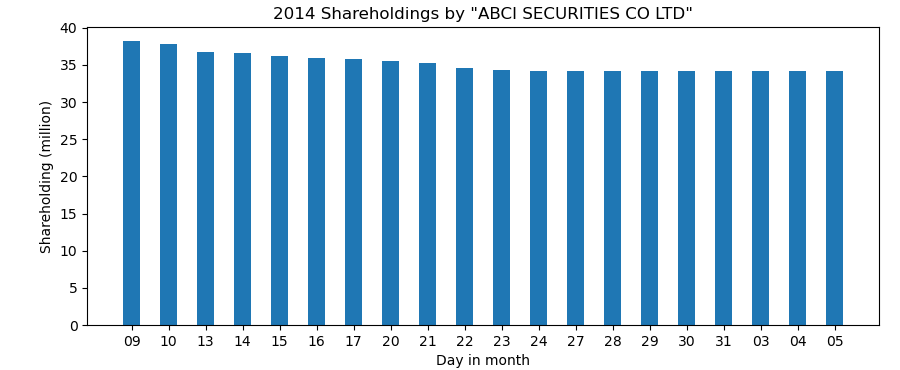 2014 Shareholdings by "ABCI SECURITIES CO LTD"
Shareholding (million)
40
35
30
25
20
15
10
5
0
09 10 13 14 15 16 17 20 21 22 23 24 27 28 29 30 31 03 04 05
Day in month